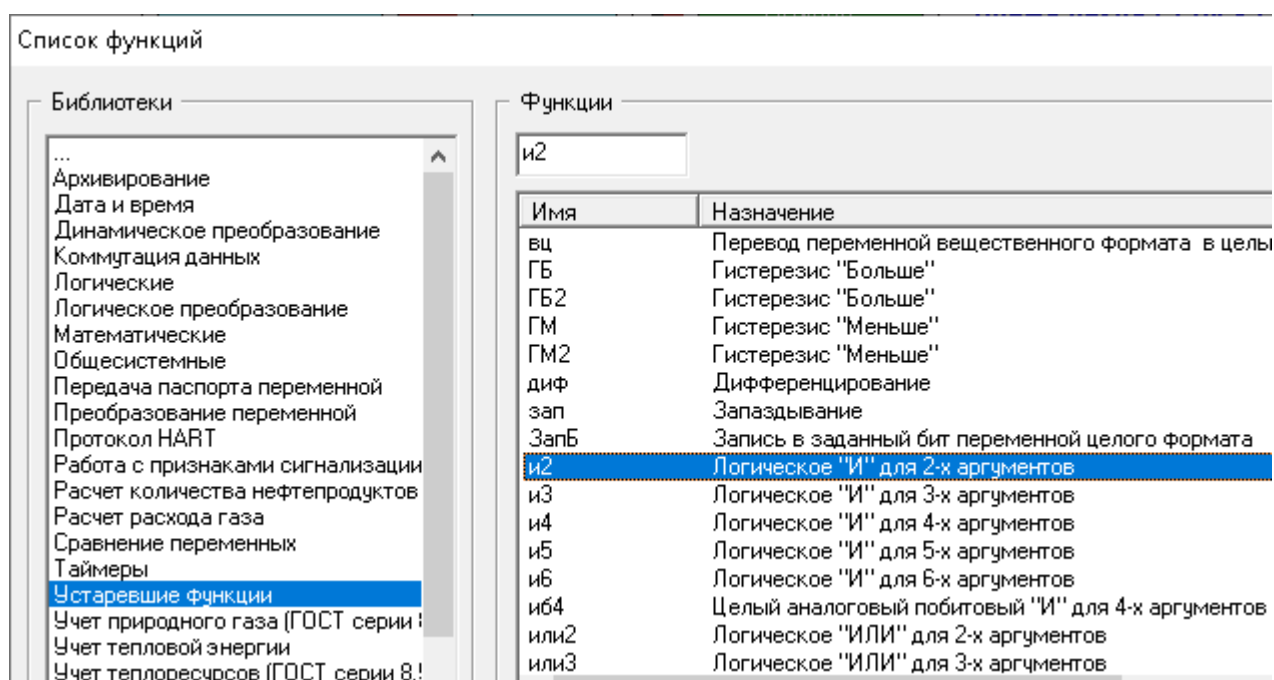 Список функций
Библиотеки
...
Архивирование
Дата и время
Динамическое преобразование
Коммутация данных
Логические
Логическое преобразование
Математические
Общесистемные
Передача паспорта переменной
Преобразование переменной
Протокол HART
Работа с признаками сигнализации
Расчет количества нефтепродуктов
Расчет расхода газа
Сравнение переменных
Таймеры
Устаревшие функции
Учет природного газа (ГОСТ серии
Учет тепловой энергии
Учет теплоресурсов (ГОСТ серии 8.
Функции
и2
Имя Назначение
вц Перевод переменной вещественного формата в целы
ГБ Гистерезис "Больше"
ГБ2 Гистерезис "Больше"
ГМ Гистерезис "Меньше"
ГМ2 Гистерезис "Меньше"
диф Дифференцирование
зап Запаздывание
ЗапБ Запись в заданный бит переменной целого формата
и2 Логическое "И" для 2-х аргументов
и3 Логическое "И" для 3-х аргументов
и4 Логическое "И" для 4-х аргументов
и5 Логическое "И" для 5-х аргументов
и6 Логическое "И" для 6-х аргументов
иб4 Целый аналоговый побитовый "И" для 4-х аргументов
или2 Логическое "ИЛИ" для 2-х аргументов
или3 Логическое "ИЛИ" для 3-х аргументов